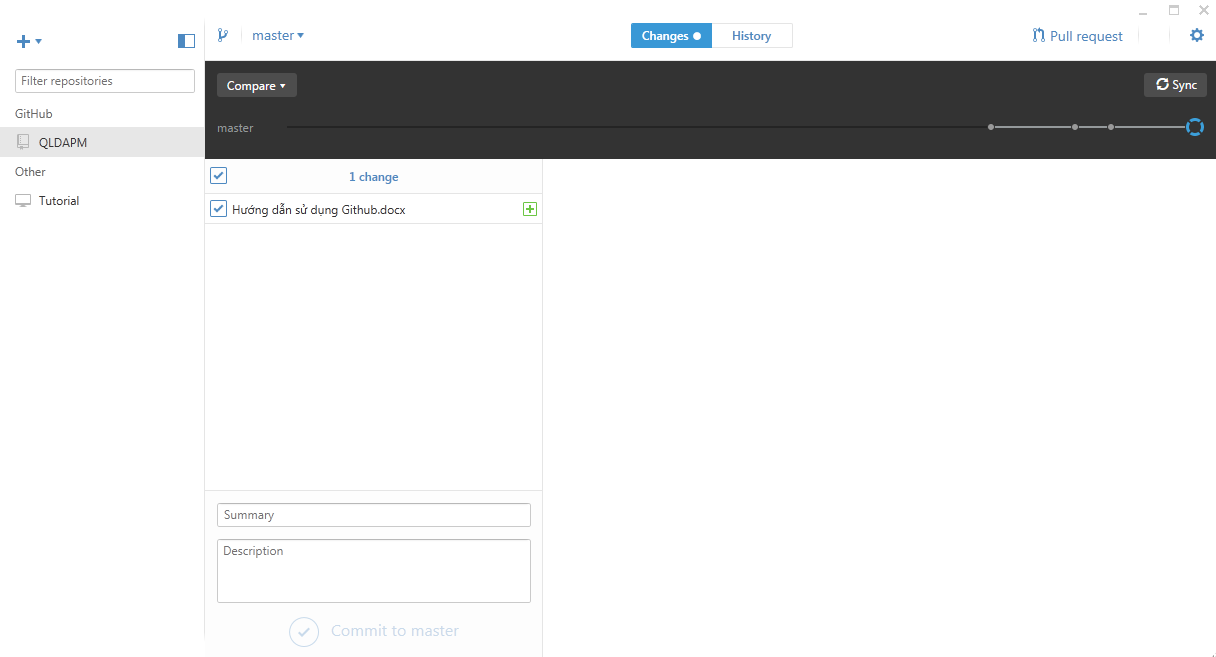 master
Changes
History
Pull request
Filter repositories
GitHub
QLDAPM
Other
Tutorial
Compare
Sync
master
1 change
Hướng dẫn sử dụng Github.docx
Summary
Description
Commit to master